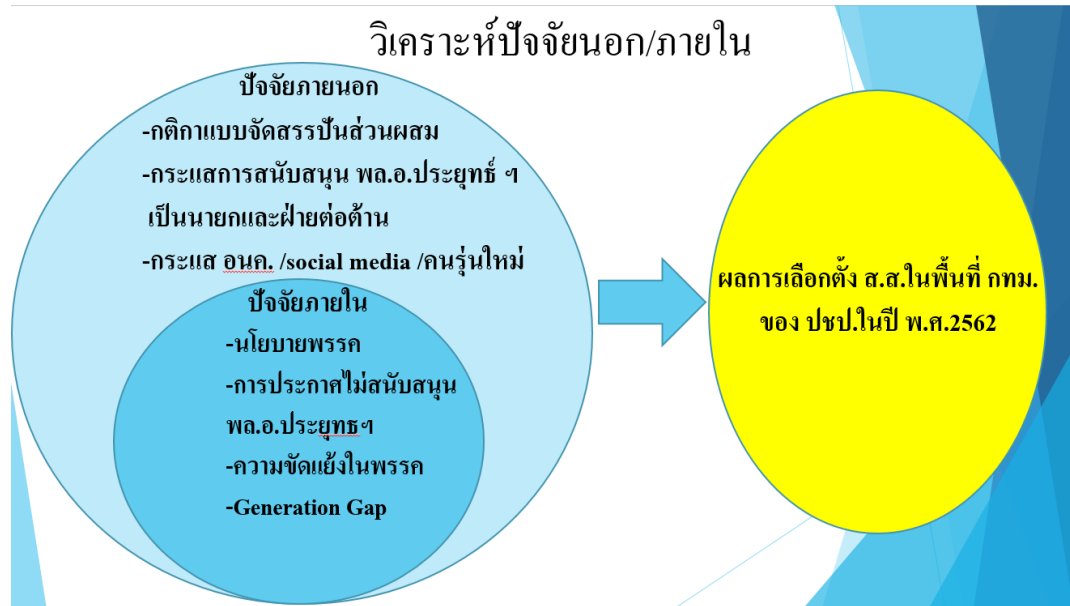 วิเคราะห์ปัจจัยนอก/ภายใน
ปัจจัยภายนอก
-กติกาแบบจัดสรรปันส่วนผสม
-กระแสการสนับสนุน พล.อ.ประยุทธ์ ฯ
เป็นนายกและฝ่ายต่อต้าน
-กระแส อนค. /social media /คนรุ่นใหม่
ปัจจัยภายใน
-นโยบายพรรค
-การประกาศไม่สนับสนุน
พล.อ.ประยุทธฯ
-ความขัดแย้งในพรรค
-Generation Gap
ผลการเลือกตั้ง ส.ส.ในพื้นที่ กทม.
ของ ปชป.ในปี พ.ศ.2562